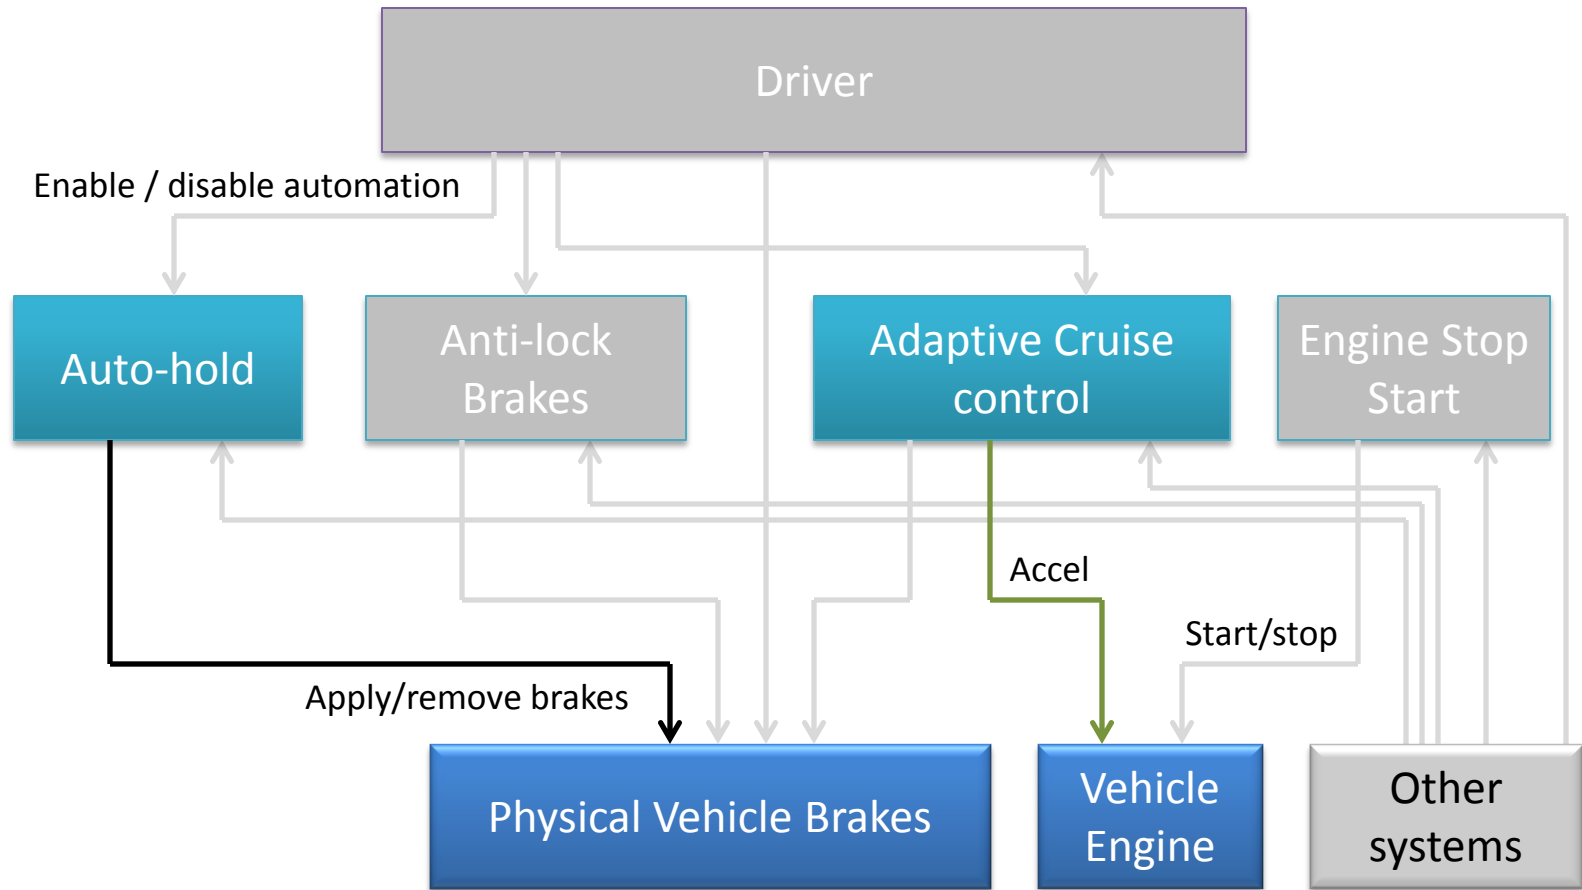 Driver
Enable / disable automation
Auto-hold
Anti-lock
Brakes
Adaptive Cruise
control
Engine Stop
Start
Accel
Start/stop
Apply/remove brakes
Physical Vehicle Brakes
Vehicle
Engine
Other
systems